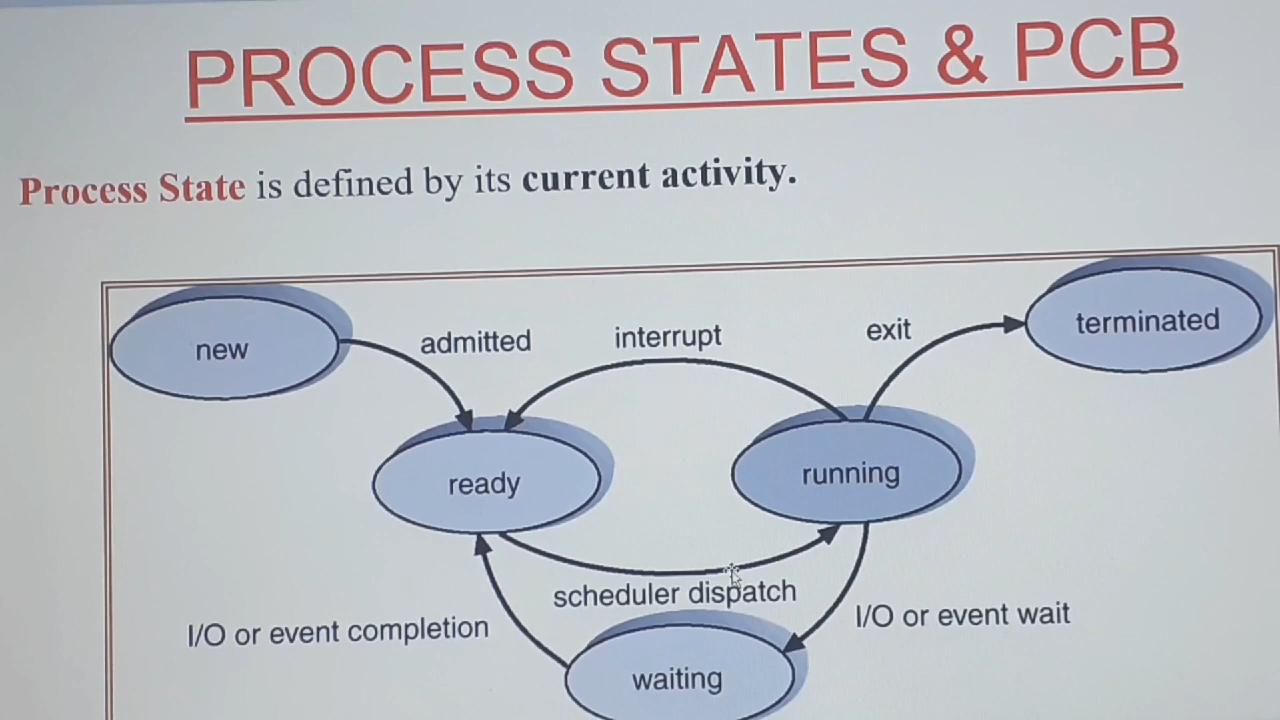 PROCESS STATES & PCB
Process State is defined by its current activity.
new
admitted
interrupt
exit
terminated
ready
running
scheduler dispatch
I/O or event completion
I/O or event wait
waiting